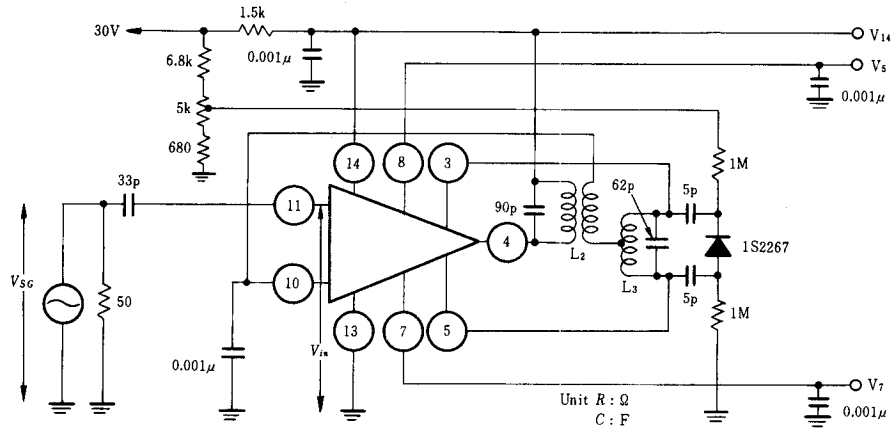 30V
1.5k
V14
6.8k
0.001μ
V5
5k
0.001μ
680
14
8
3
1M
33p
62p
5p
11
90p
4
1S2267
L2
VSG
50
10
L3
5p
1M
13
7
5
Vin
0.001μ
V7
Unit R : Ω
C : F
0.001μ